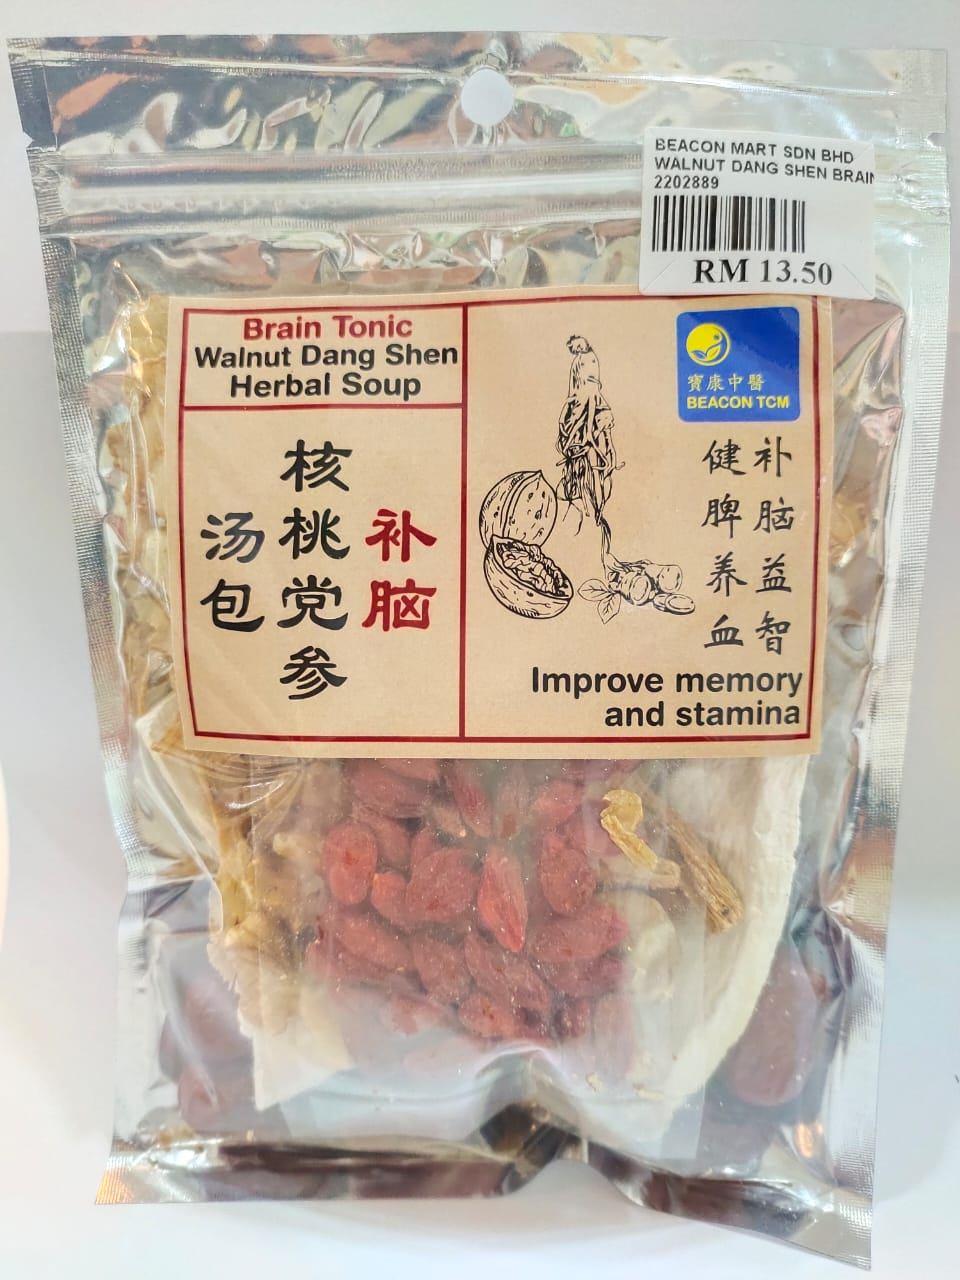 BEACON MART SDN BHD
WALNUT DANG SHEN BRAIN
2202889
RM 13.50
Brain Tonic
Walnut Dang Shen
Herbal Soup
补脑
核桃党参
汤包
寶康中醫
BEACON TCM
补脑益智
健脾养血
Improve memory
and stamina